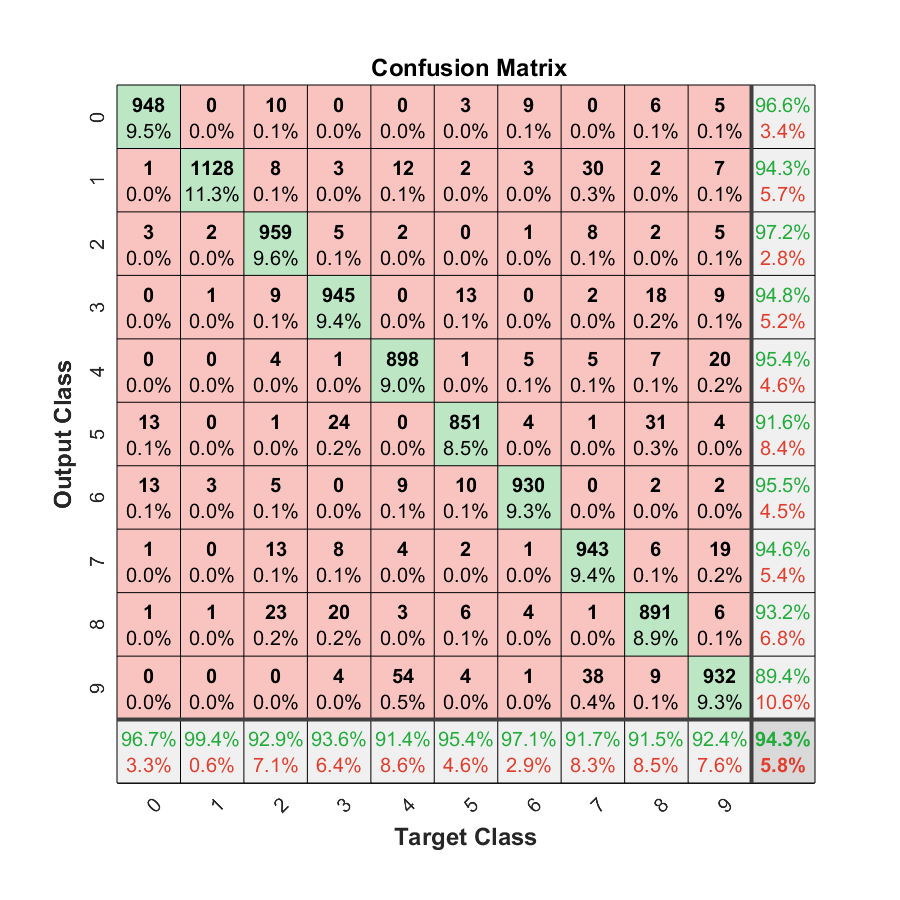 Confusion Matrix
0 948 0 10 0 0 3 9 0 6 5 96.6%
9.5% 0.0% 0.1% 0.0% 0.0% 0.0% 0.1% 0.0% 0.1% 0.1% 3.4%
1 1 1128 8 3 12 2 3 30 2 7 94.3%
0.0% 11.3% 0.1% 0.0% 0.1% 0.0% 0.0% 0.3% 0.0% 0.1% 5.7%
2 3 2 959 5 2 0 1 8 2 5 97.2%
0.0% 0.0% 9.6% 0.1% 0.0% 0.0% 0.0% 0.1% 0.0% 0.1% 2.8%
3 0 1 9 945 0 13 0 2 18 9 94.8%
0.0% 0.0% 0.1% 9.4% 0.0% 0.1% 0.0% 0.0% 0.2% 0.1% 5.2%
4 0 0 4 1 898 1 5 5 7 20 95.4%
0.0% 0.0% 0.0% 0.0% 9.0% 0.0% 0.1% 0.1% 0.1% 0.2% 4.6%
5 13 0 1 24 0 851 4 1 31 4 91.6%
0.1% 0.0% 0.0% 0.2% 0.0% 8.5% 0.0% 0.0% 0.3% 0.0% 8.4%
6 13 3 5 0 9 10 930 0 2 2 95.5%
0.1% 0.0% 0.1% 0.0% 0.1% 0.1% 9.3% 0.0% 0.0% 0.0% 4.5%
7 1 0 13 8 4 2 1 943 6 19 94.6%
0.0% 0.0% 0.1% 0.1% 0.0% 0.0% 0.0% 9.4% 0.1% 0.2% 5.4%
8 1 1 23 20 3 6 4 1 891 6 93.2%
0.0% 0.0% 0.2% 0.2% 0.0% 0.1% 0.0% 0.0% 8.9% 0.1% 6.8%
9 0 0 0 4 54 4 1 38 9 932 89.4%
0.0% 0.0% 0.0% 0.0% 0.5% 0.0% 0.0% 0.4% 0.1% 9.3% 10.6%
96.7% 99.4% 92.9% 93.6% 91.4% 95.4% 97.1% 91.7% 91.5% 92.4% 94.3%
3.3% 0.6% 7.1% 6.4% 8.6% 4.6% 2.9% 8.3% 8.5% 7.6% 5.8%
0 1 2 3 4 5 6 7 8 9
Target Class
Output Class